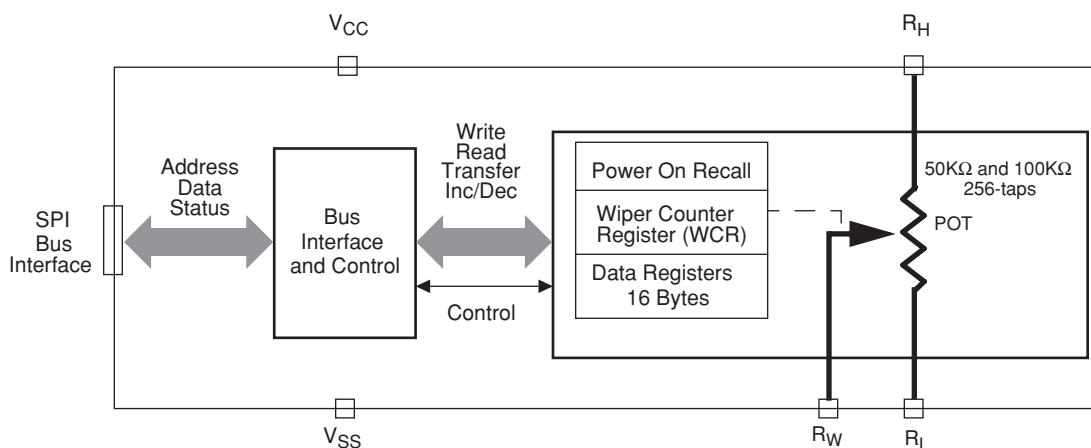 VCC
RH
Address
Data
Status
SPI
Bus
Interface
Bus
Interface
and Control
Write
Read
Transfer
Inc/Dec
Control
Power On Recall
Wiper Counter
Register (WCR)
Data Registers
16 Bytes
50KΩ and 100KΩ
256-taps
POT
VSS
RW
RL